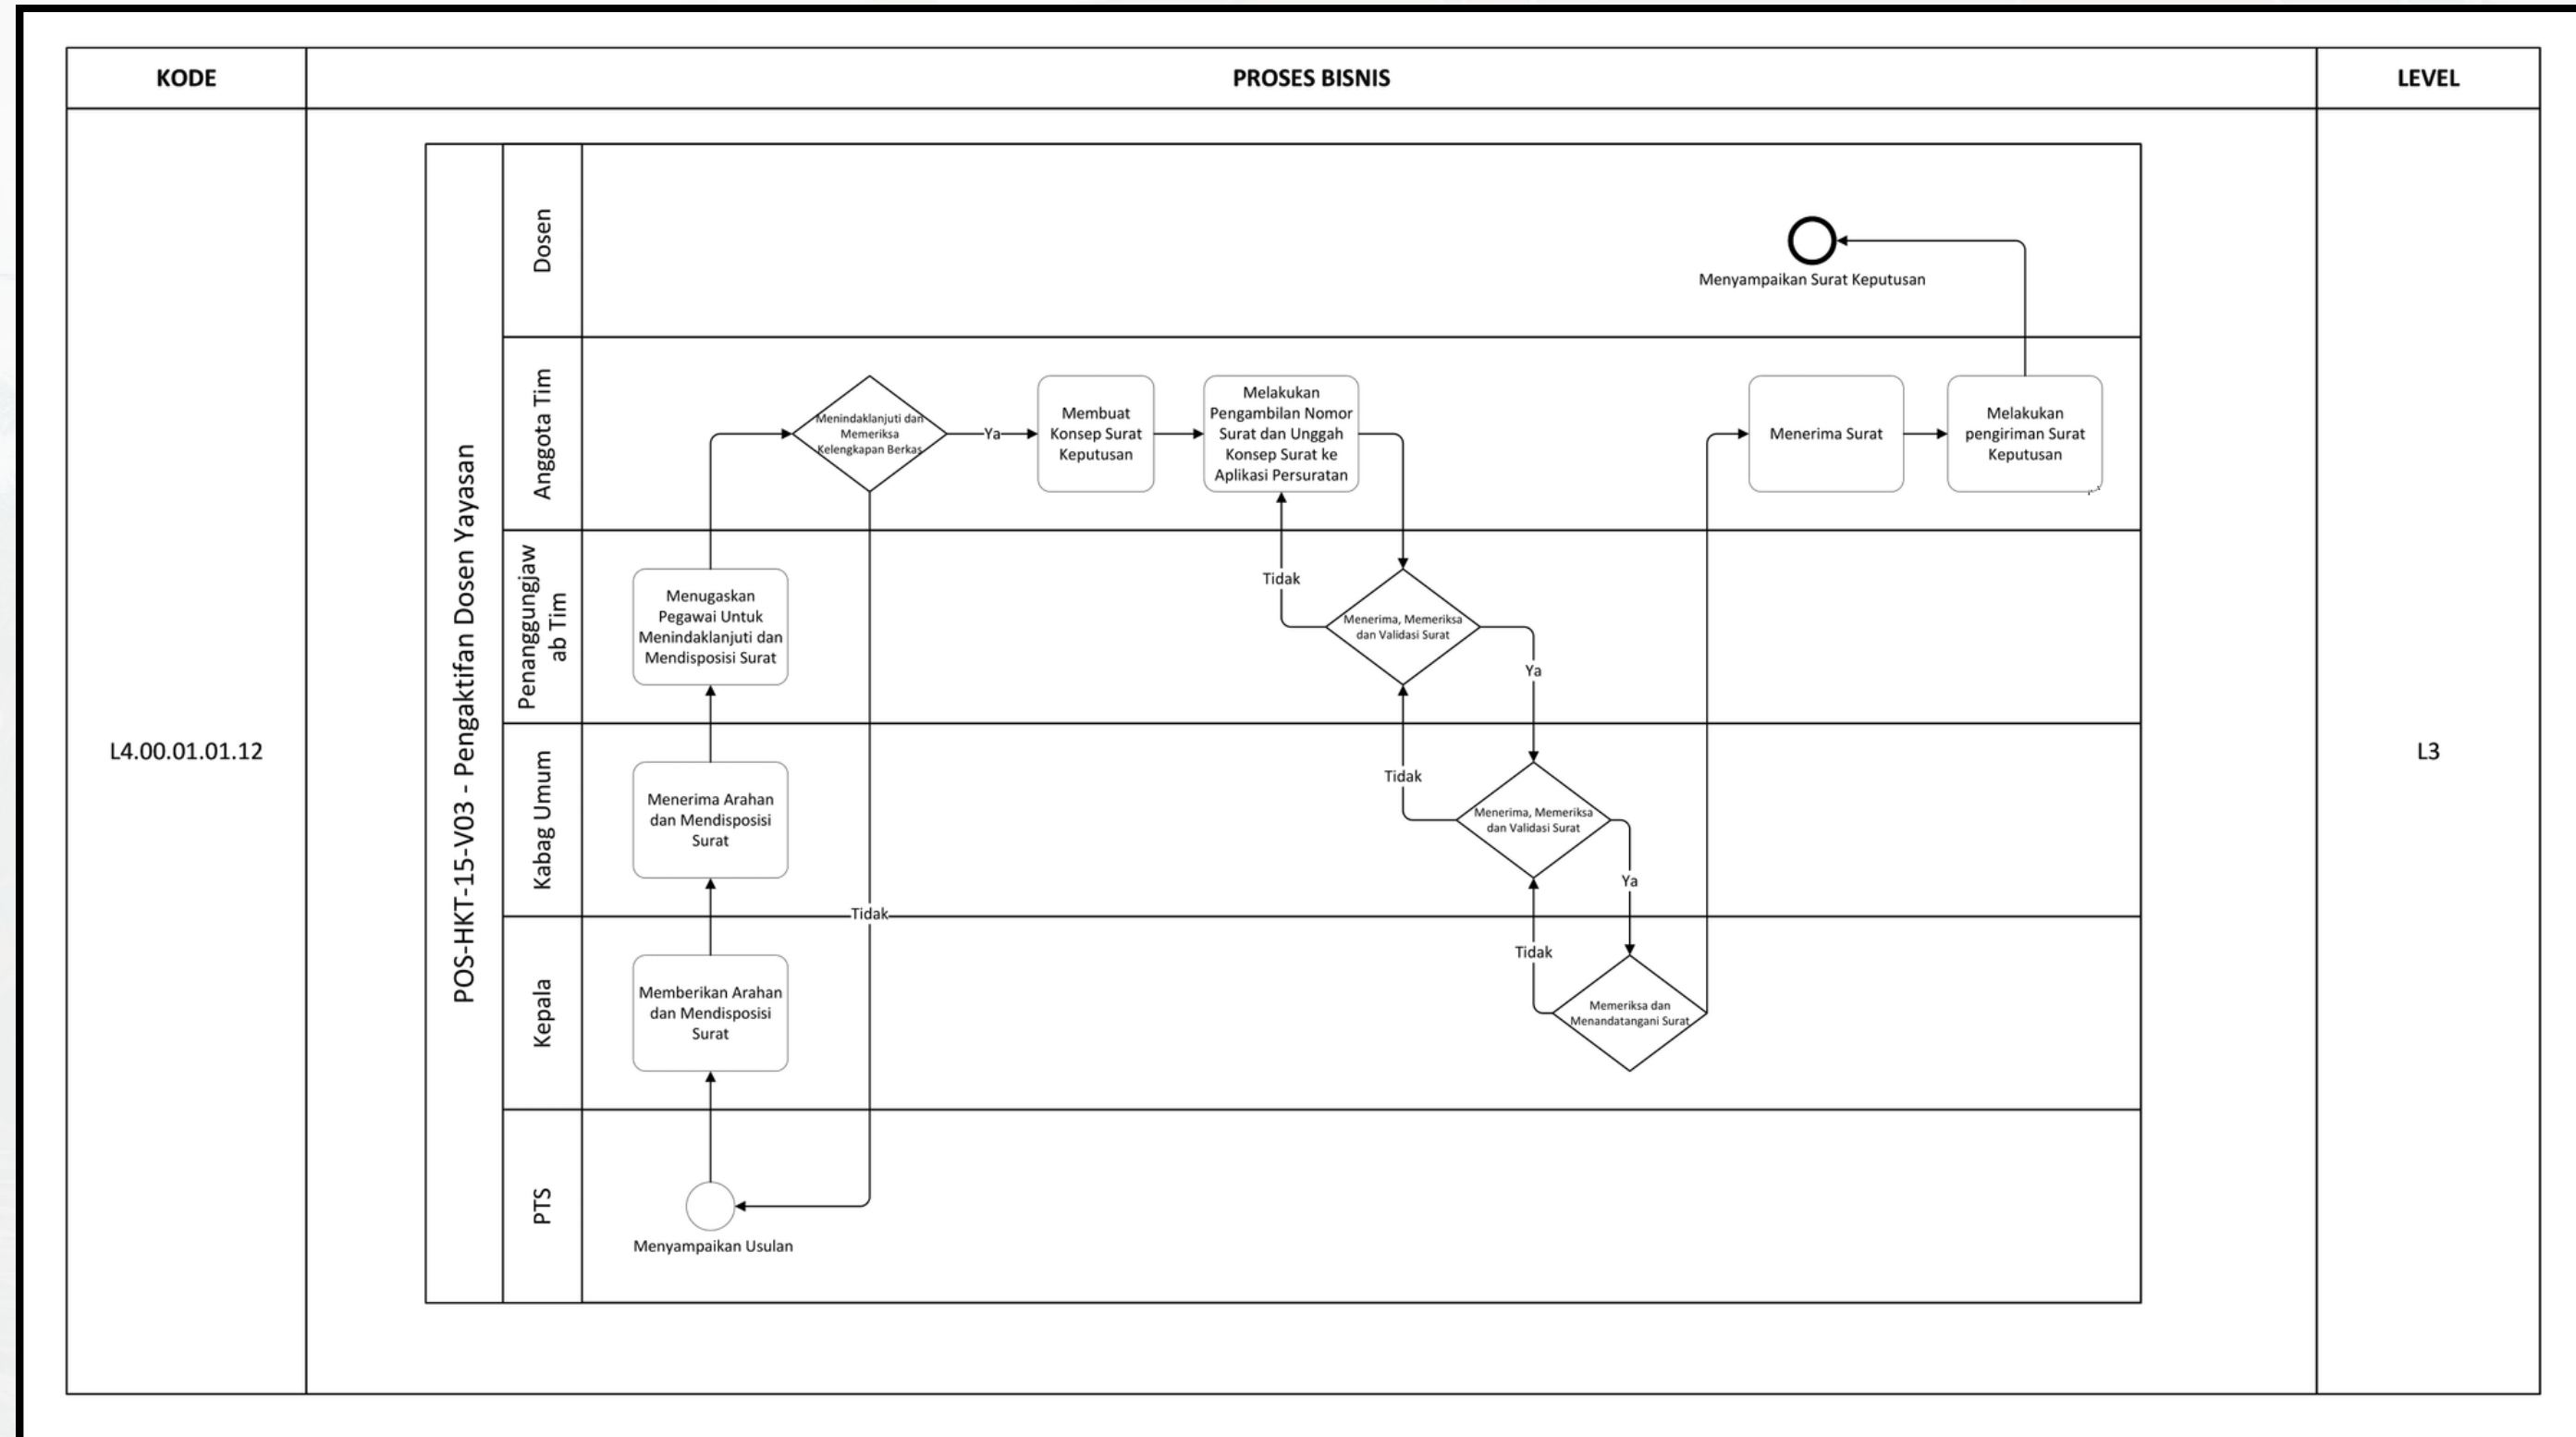 KODE
PROSES BISNIS
LEVEL
L4.00.01.01.12
POS-HKT-15-V03 - Pengaktifan Dosen Yayasan
Dosen
Menyampaikan Surat Keputusan
Anggota Tim
Menindaklanjuti dan
Memeriksa
Kelengkapan Berkas
Ya
Membuat
Konsep Surat
Keputusan
Melakukan
Pengambilan Nomor
Surat dan Unggah
Konsep Surat ke
Aplikasi Persuratan
Menerima Surat
Melakukan
pengiriman Surat
Keputusan
Penanggungjaw
ab Tim
Menugaskan
Pegawai Untuk
Menindaklanjuti dan
Mendisposisi Surat
Tidak
Menerima, Memeriksa
dan Validasi Surat
Ya
Kabag Umum
Menerima Arahan
dan Mendisposisi
Surat
Tidak
Menerima, Memeriksa
dan Validasi Surat
Ya
Tidak
Kepala
Memberikan Arahan
dan Mendisposisi
Surat
Tidak
Memeriksa dan
Menandatangani Surat
PTS
Menyampaikan Usulan
L3